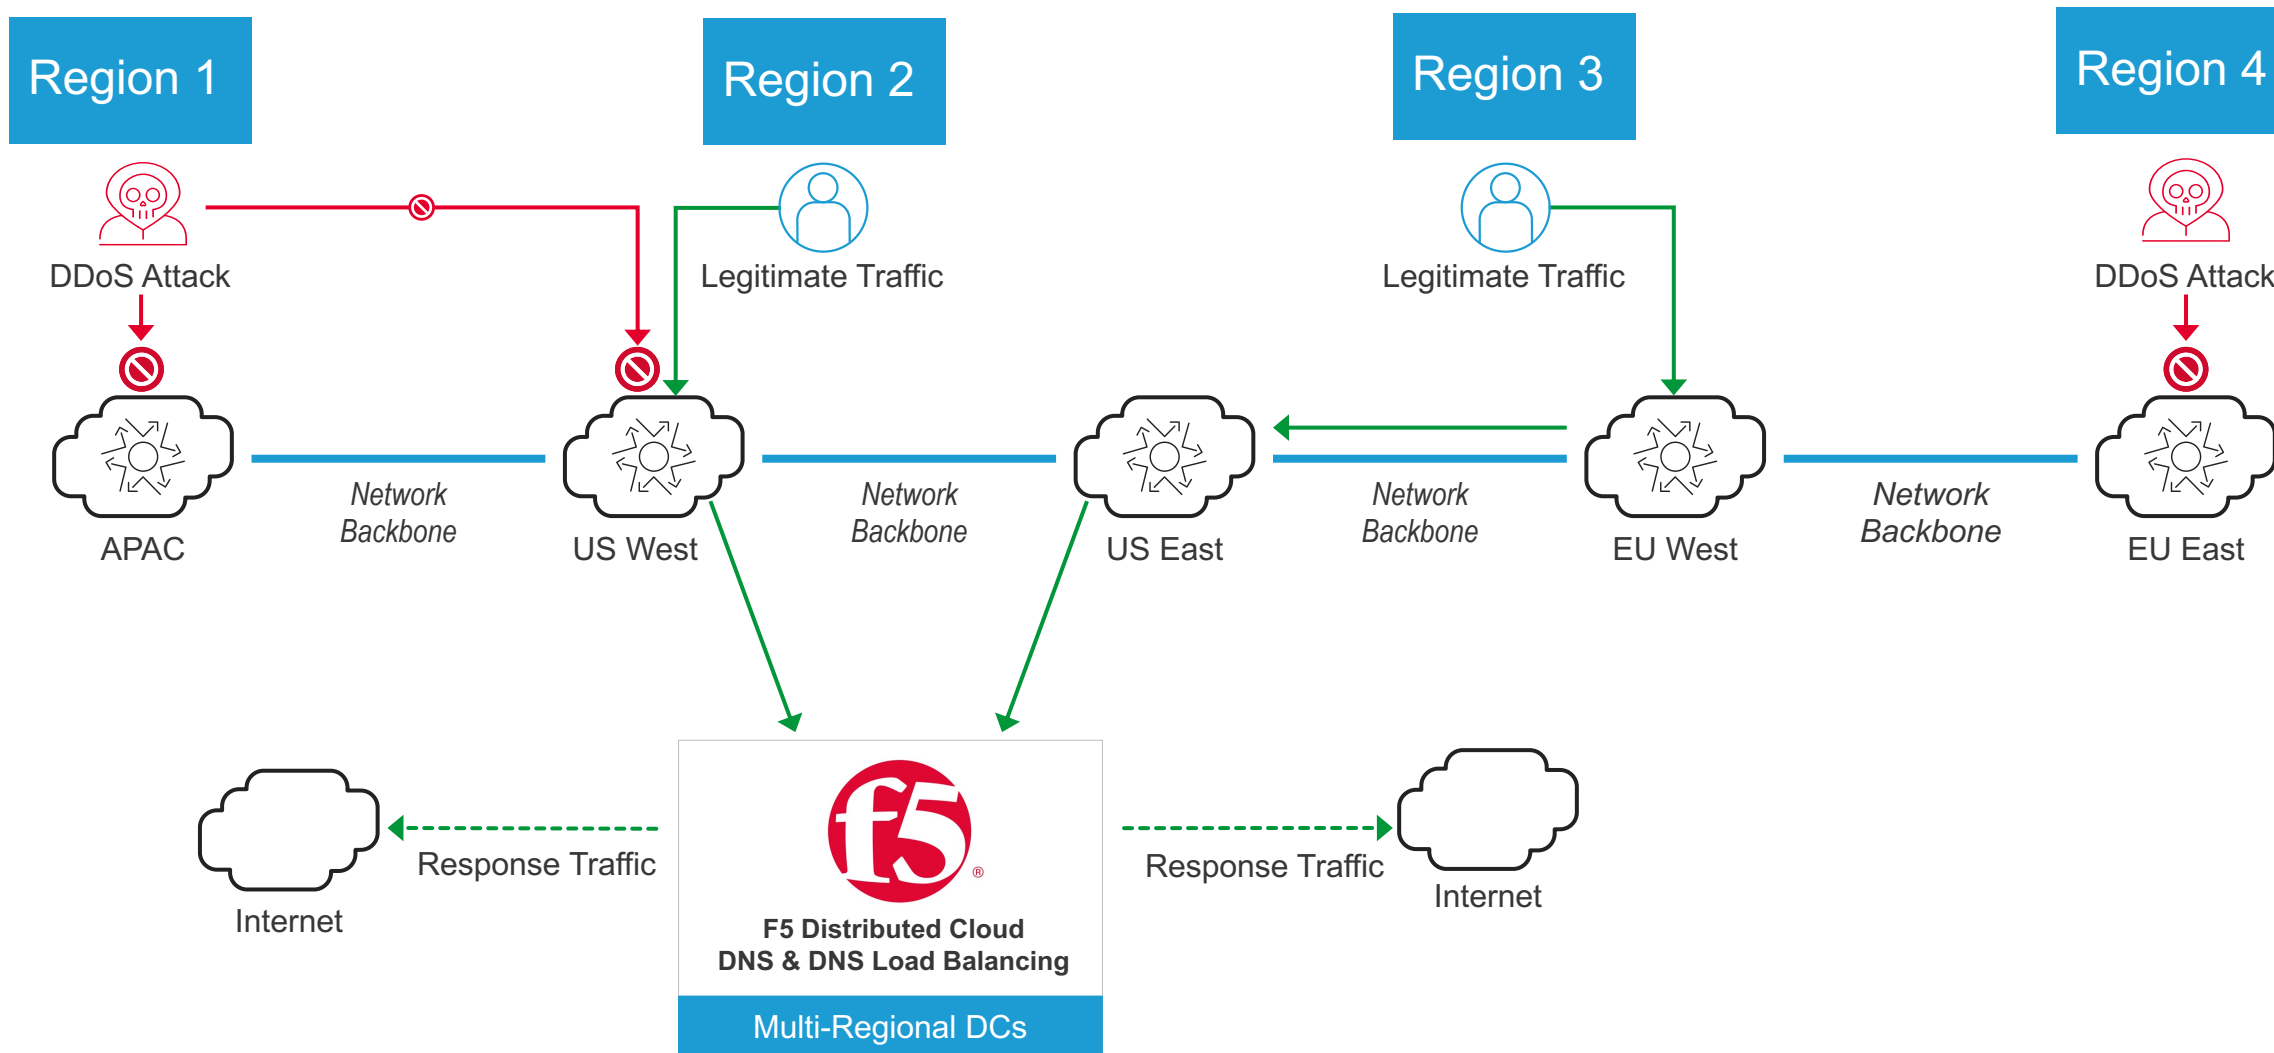 Region 1
Region 2
Region 3
Region 4
DDoS Attack
Legitimate Traffic
Legitimate Traffic
DDoS Attack
Network
Backbone
Network
Backbone
Network
Backbone
Network
Backbone
APAC
US West
US East
EU West
EU East
f5
®
Response Traffic
Response Traffic
Internet
Internet
F5 Distributed Cloud
DNS & DNS Load Balancing
Multi-Regional DCs